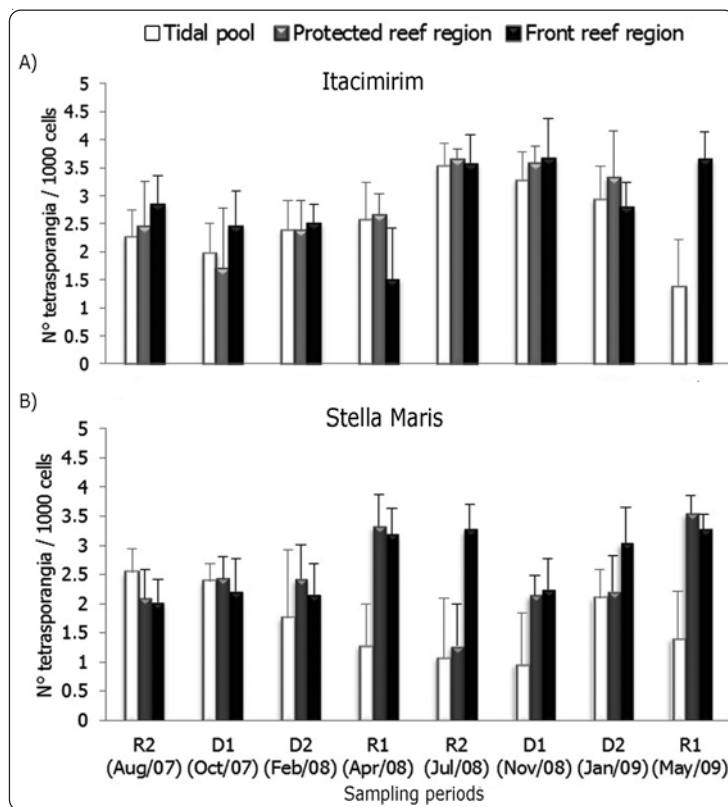 Tidal pool Protected reef region Front reef region
A)
Itacimirim
N° tetrasporangia / 1000 cells
5
4.5
4
3.5
3
2.5
2
1.5
1
0.5
0
B)
Stella Maris
N° tetrasporangia / 1000 cells
5
4.5
4
3.5
3
2.5
2
1.5
1
0.5
0
R2 D1 D2 R1 R2 D1 D2 R1
(Aug/07) (Oct/07) (Feb/08) (Apr/08) (Jul/08) (Nov/08) (Jan/09) (May/09)
Sampling periods